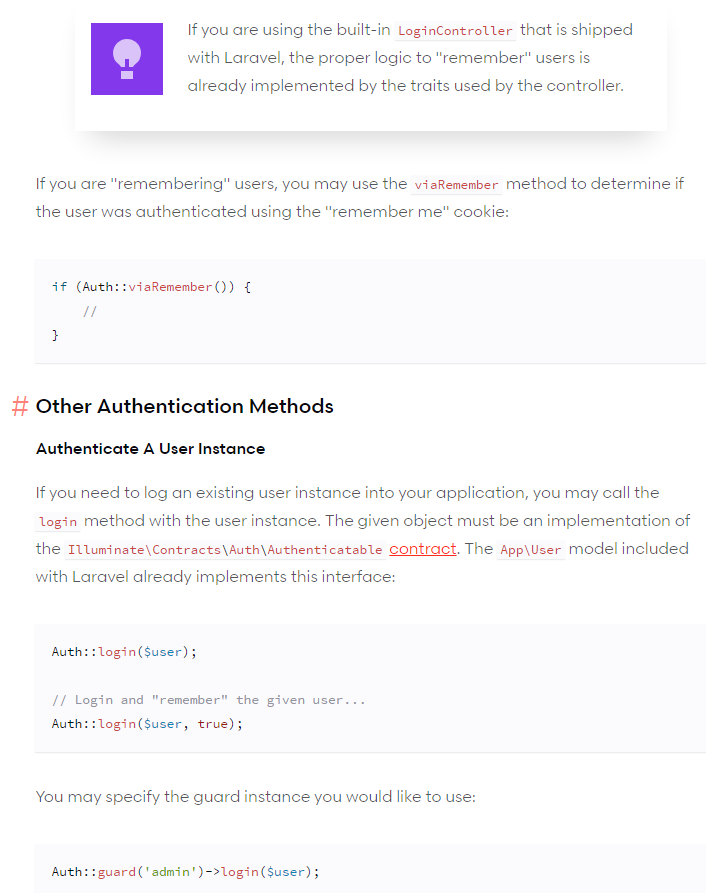 If you are using the built-in LoginController that is shipped
with Laravel, the proper logic to "remember" users is
already implemented by the traits used by the controller.
If you are "remembering" users, you may use the viaRemember method to determine if
the user was authenticated using the "remember me" cookie:
if (Auth::viaRemember()) {
    //
}
# Other Authentication Methods
Authenticate A User Instance
If you need to log an existing user instance into your application, you may call the
login method with the user instance. The given object must be an implementation of
the Illuminate\Contracts\Auth\Authenticatable contract. The App\User model included
with Laravel already implements this interface:
Auth::login($user);
// Login and "remember" the given user...
Auth::login($user, true);
You may specify the guard instance you would like to use:
Auth::guard('admin')->login($user);